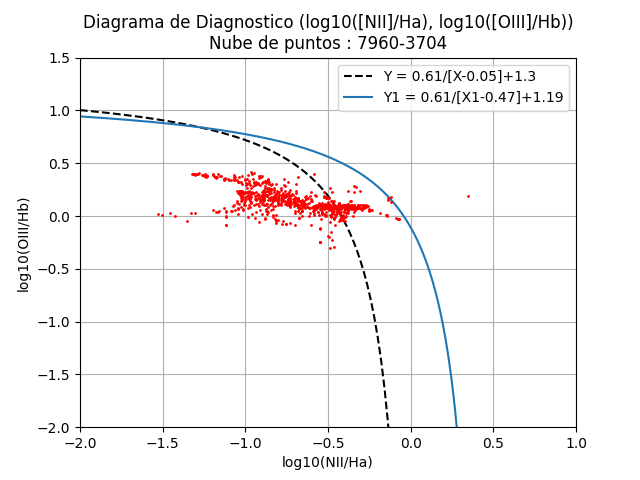 Diagrama de Diagnostico (log10([NII]/Ha), log10([OIII]/Hb))
Nube de puntos : 7960-3704
Y = 0.61/[X-0.05]+1.3
Y1 = 0.61/[X1-0.47]+1.19
log10(OIII/Hb)
1.5
1.0
0.5
0.0
−0.5
−1.0
−1.5
−2.0
−2.0 −1.5 −1.0 −0.5 0.0 0.5 1.0
log10(NII/Ha)